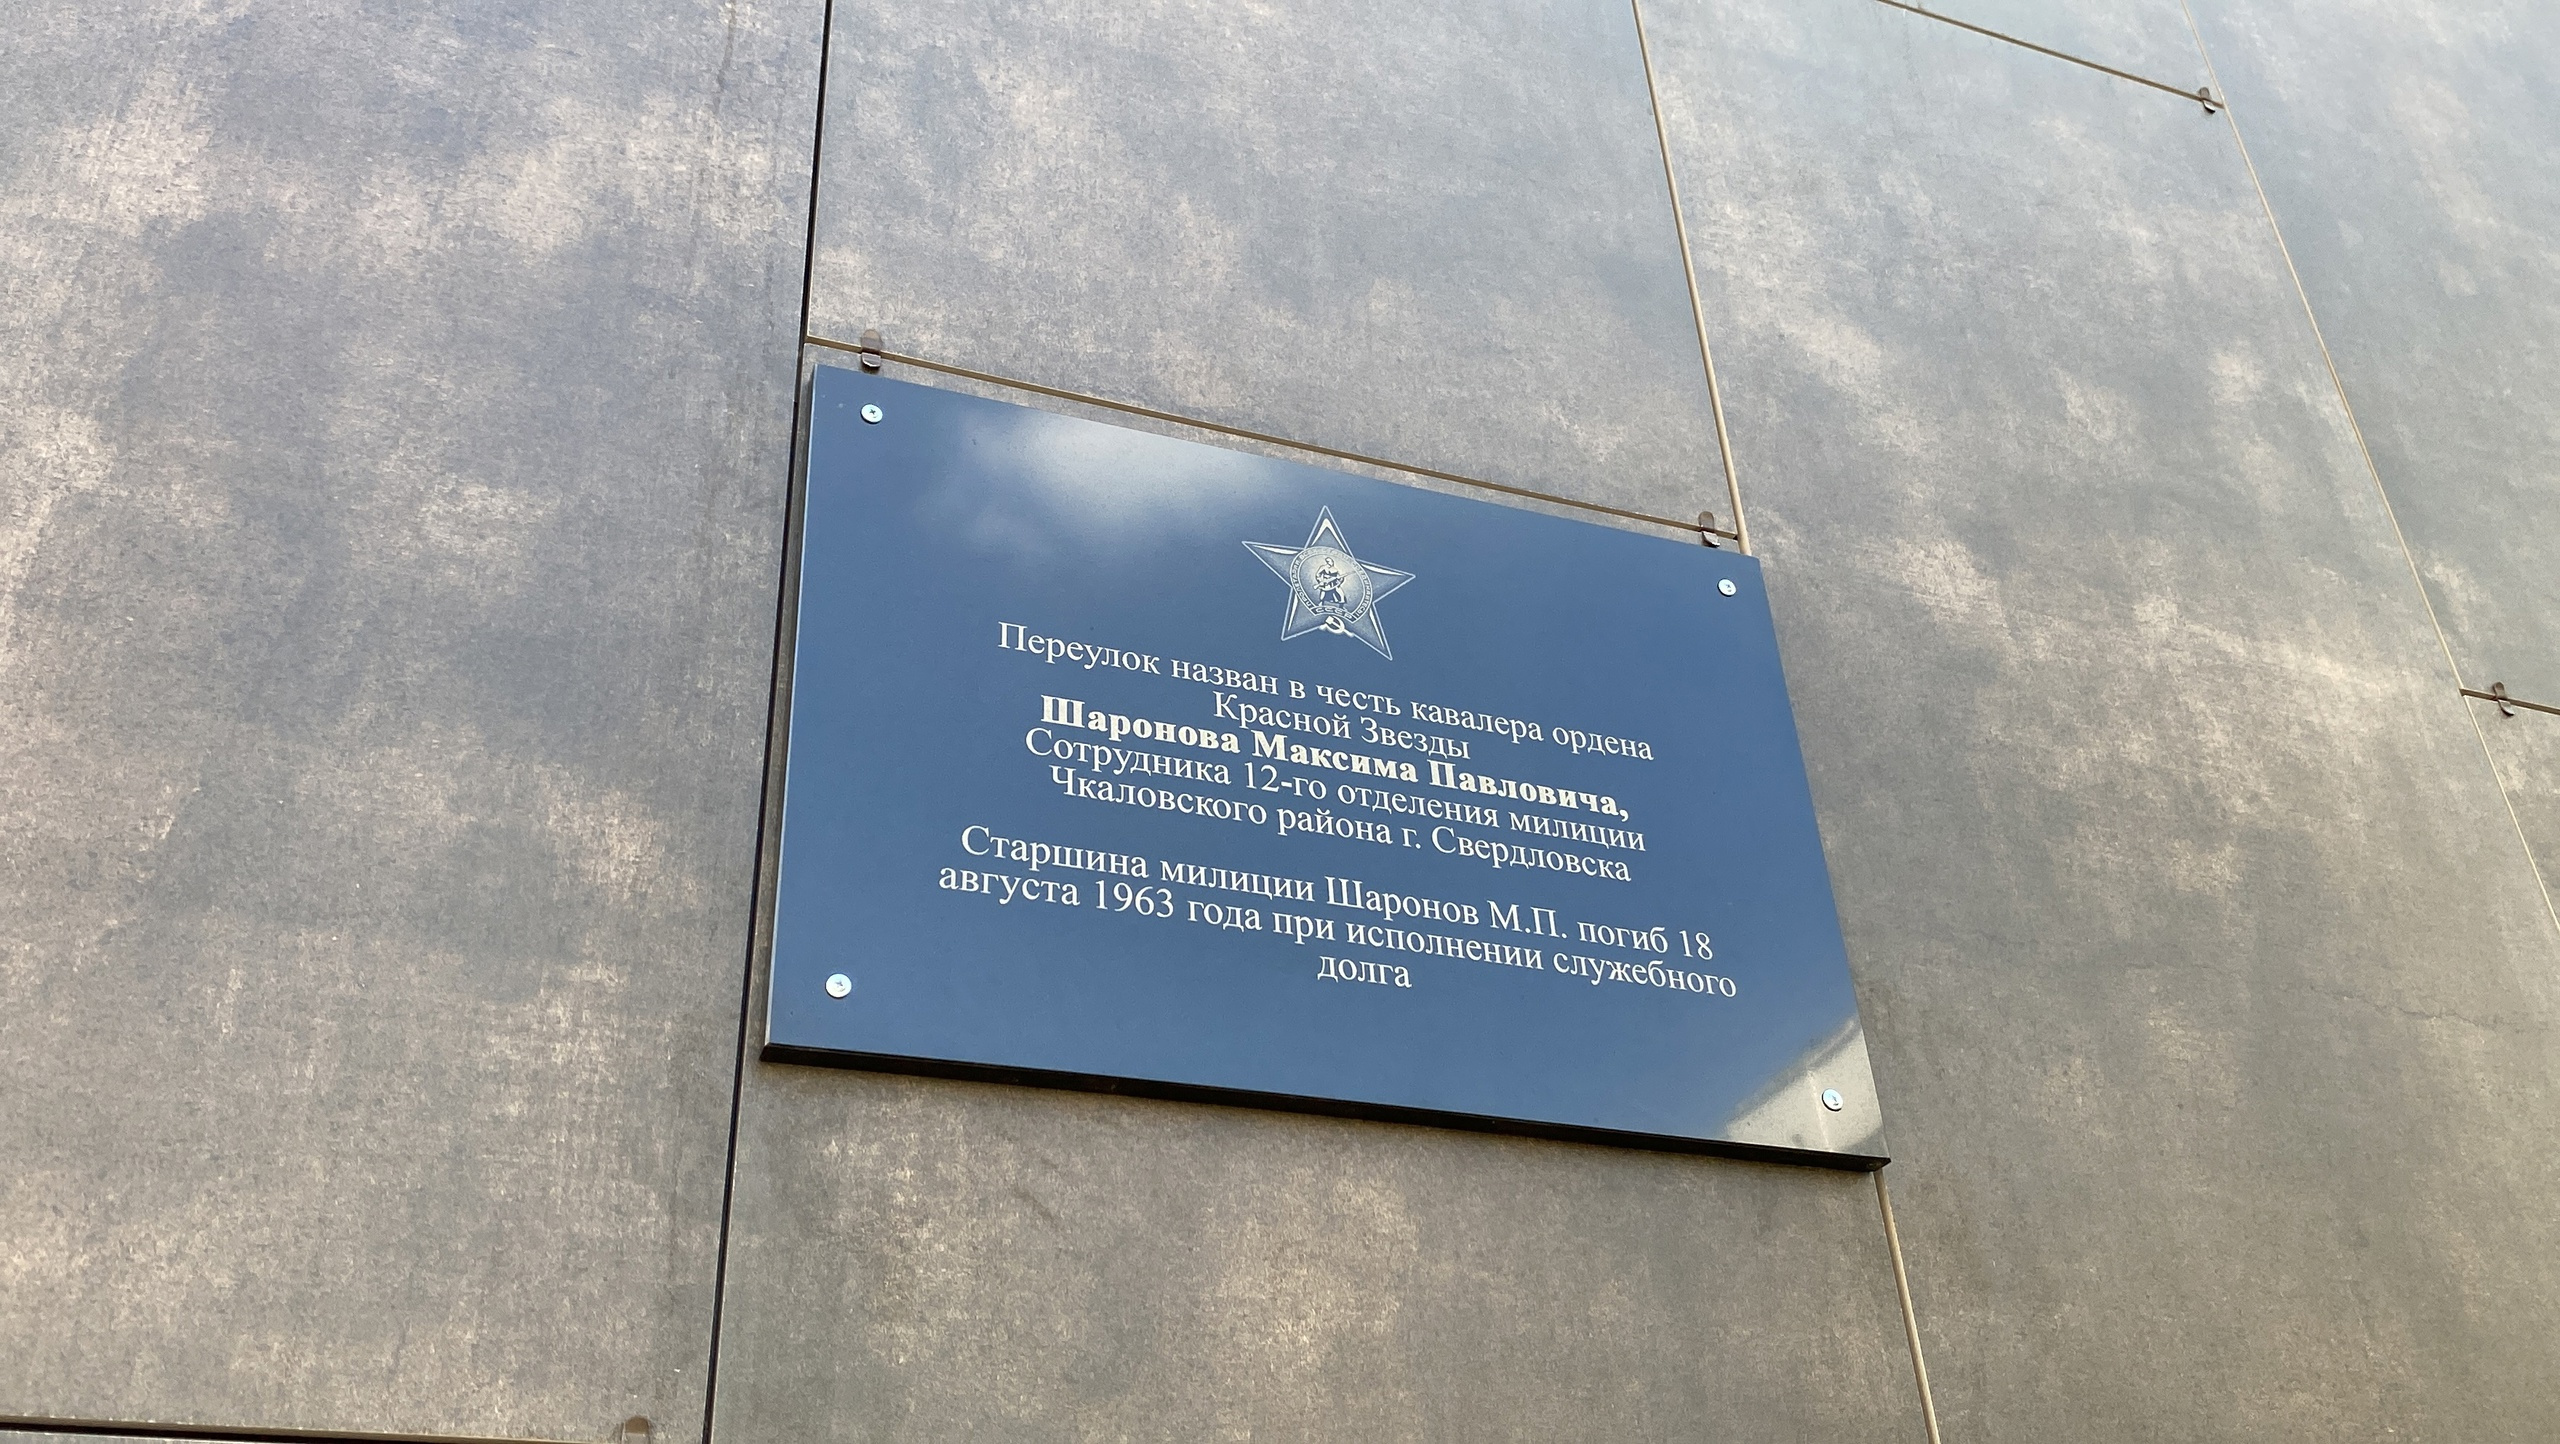 Переулок назван в честь кавалера ордена
Красной Звезды
Шаронова Максима Павловича,
Сотрудника 12-го отделения милиции
Чкаловского района г. Свердловска
Старшина милиции Шаронов М.П. погиб 18
августа 1963 года при исполнении служебного
долга